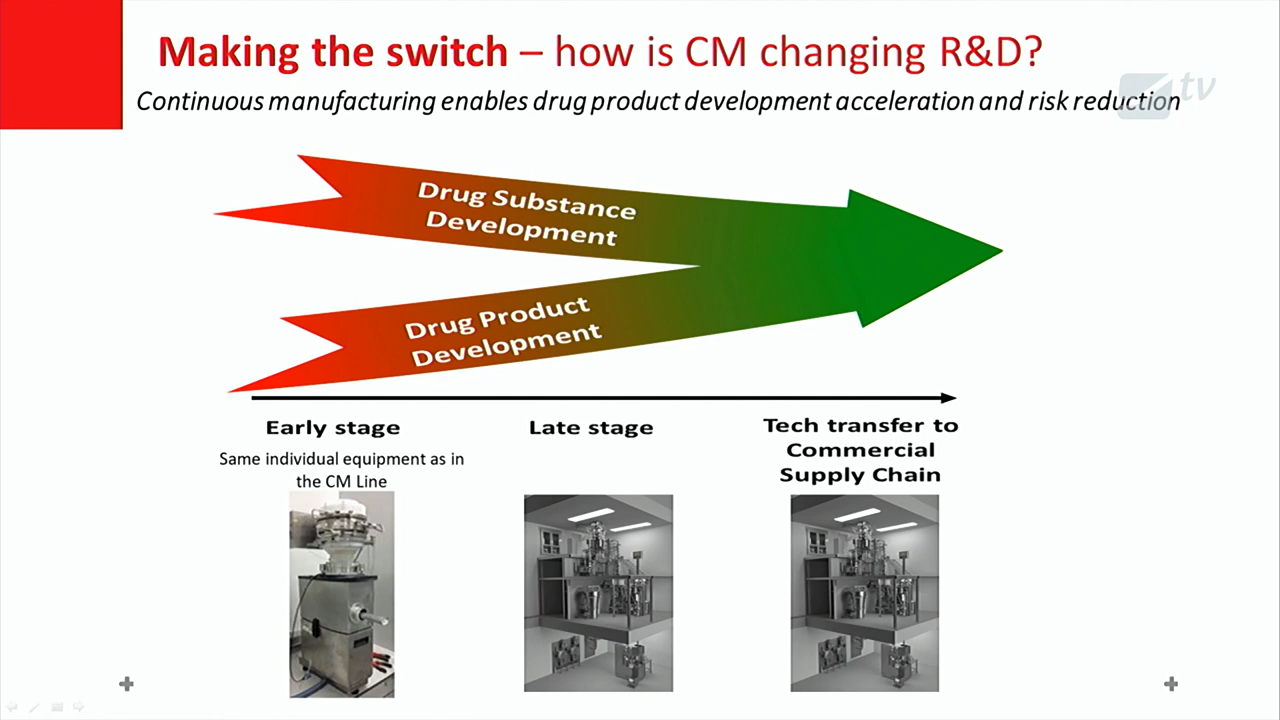 Making the switch – how is CM changing R&D?
tv
Continuous manufacturing enables drug product development acceleration and risk reduction
Drug Substance
Development
Drug Product
Development
Early stage
Same individual equipment as in
the CM Line
Late stage
Tech transfer to
Commercial
Supply Chain